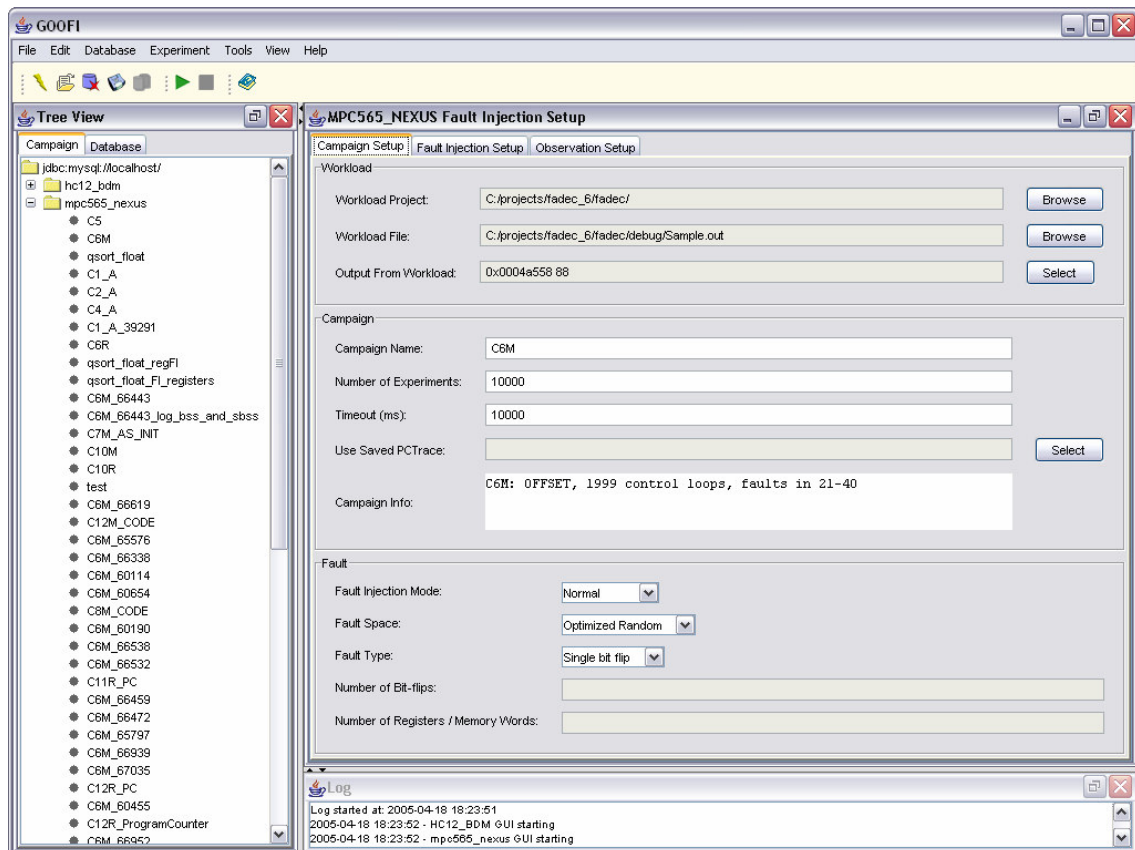 GOOFI
File Edit Database Experiment Tools View Help
Tree View
Campaign Database
jdbc:mysql://localhost/
hc12_bdm
mpc565_nexus
C5
C6M
qsort_float
C1_A
C2_A
C4_A
C1_A_39291
C6R
qsort_float_regFI
qsort_float_FI_registers
C6M_66443
C6M_66443_log_bss_and_sbss
C7M_AS_INIT
C10M
C10R
test
C6M_66619
C12M_CODE
C6M_65576
C6M_66338
C6M_60114
C6M_60654
C8M_CODE
C6M_60190
C6M_66538
C6M_66532
C11R_PC
C6M_66459
C6M_66472
C6M_65797
C6M_66939
C6M_67035
C12R_PC
C6M_60455
C12R_ProgramCounter
C6M_66952
MPC565_NEXUS Fault Injection Setup
Campaign Setup Fault Injection Setup Observation Setup
Workload
Workload Project: C:/projects/fadec_6/fadec/ Browse
Workload File: C:/projects/fadec_6/fadec/debug/Sample.out Browse
Output From Workload: 0x0004a558 88 Select
Campaign
Campaign Name: C6M
Number of Experiments: 10000
Timeout (ms): 10000
Use Saved PCTrace: Select
Campaign Info: C6M: OFFSET, 1999 control loops, faults in 21-40
Fault
Fault Injection Mode: Normal
Fault Space: Optimized Random
Fault Type: Single bit flip
Number of Bit-flips:
Number of Registers / Memory Words:
Log
Log started at: 2005-04-18 18:23:51
2005-04-18 18:23:52 - HC12_BDM GUI starting
2005-04-18 18:23:52 - mpc565_nexus GUI starting